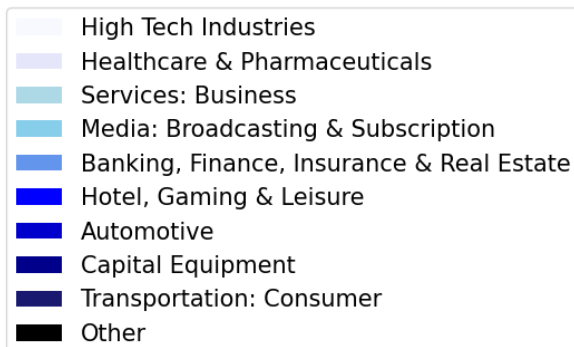 High Tech Industries
Healthcare & Pharmaceuticals
Services: Business
Media: Broadcasting & Subscription
Banking, Finance, Insurance & Real Estate
Hotel, Gaming & Leisure
Automotive
Capital Equipment
Transportation: Consumer
Other